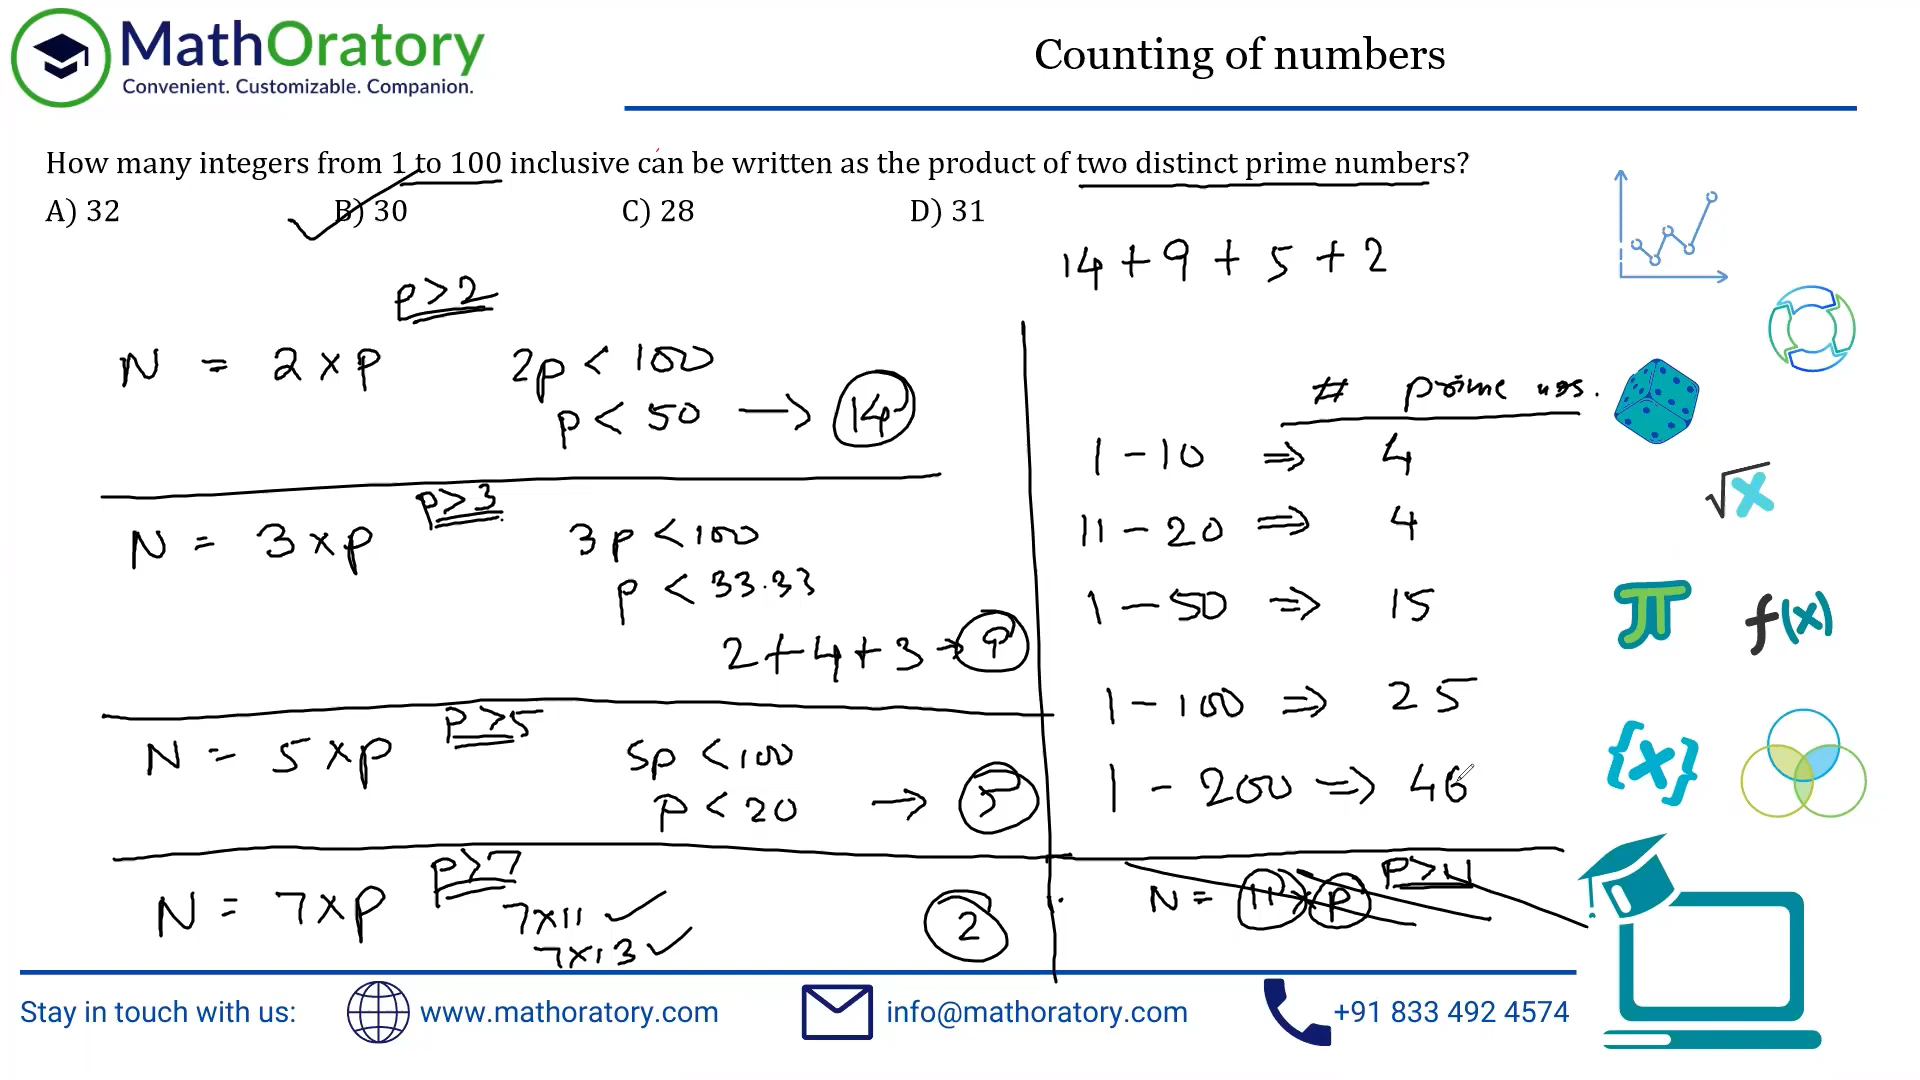 MathOratory
Convenient. Customizable. Companion.
Counting of numbers
How many integers from 1 to 100 inclusive can be written as the product of two distinct prime numbers?
A) 32 B) 30 C) 28 D) 31
14 + 9 + 5 + 2
p > 2
N = 2 × p 2p < 100
p < 50 → 14
p > 3
N = 3 × p 3p < 100
p < 33.33
2 + 4 + 3 → 9
p > 5
N = 5 × p 5p < 100
p < 20 → 5
p > 7
N = 7 × p 7×11 ✓
7×13 ✓
2
# prime nos.
1 - 10 ⇒ 4
11 - 20 ⇒ 4
1 - 50 ⇒ 15
1 - 100 ⇒ 25
1 - 200 ⇒ 46
p > 11
N = 11 × p
√x
π f(x)
{x}
Stay in touch with us: www.mathoratory.com info@mathoratory.com +91 833 492 4574